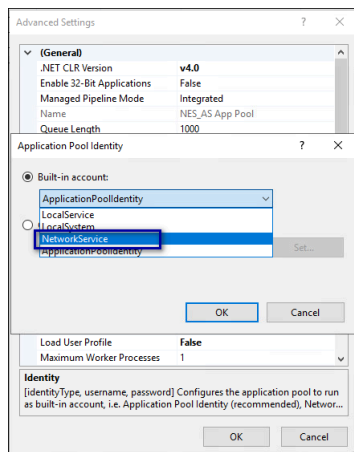 Advanced Settings ? ×
(General)
.NET CLR Version v4.0
Enable 32-Bit Applications False
Managed Pipeline Mode Integrated
Name NES_AS App Pool
Queue Length 1000
Application Pool Identity ? ×
Built-in account:
ApplicationPoolIdentity
LocalService
LocalSystem
NetworkService
ApplicationPoolIdentity
Set...
OK Cancel
Load User Profile False
Maximum Worker Processes 1
Identity
[identityType, username, password] Configures the application pool to run
as built-in account, i.e. Application Pool Identity (recommended), Networ...
OK Cancel